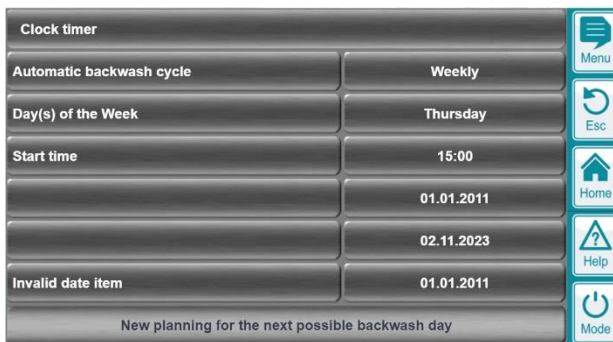 Clock timer
Automatic backwash cycle Weekly
Day(s) of the Week Thursday
Start time 15:00
01.01.2011
02.11.2023
Invalid date item 01.01.2011
New planning for the next possible backwash day
Menu
Esc
Home
? Help
Mode